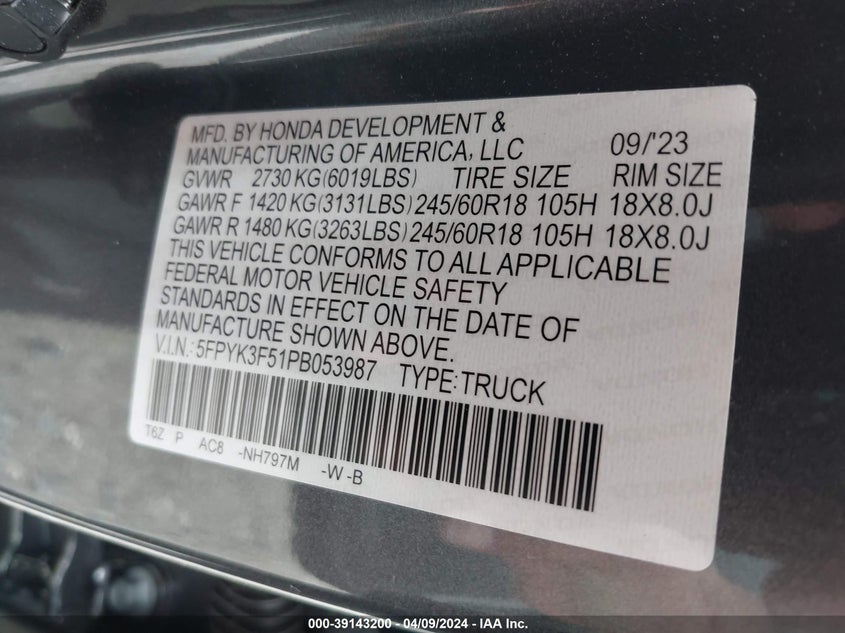 MFD. BY HONDA DEVELOPMENT &
MANUFACTURING OF AMERICA, LLC 09/'23
GVWR 2730 KG(6019LBS) TIRE SIZE RIM SIZE
GAWR F 1420 KG(3131LBS) 245/60R18 105H 18X8.0J
GAWR R 1480 KG(3263LBS) 245/60R18 105H 18X8.0J
THIS VEHICLE CONFORMS TO ALL APPLICABLE
FEDERAL MOTOR VEHICLE SAFETY
STANDARDS IN EFFECT ON THE DATE OF
MANUFACTURE SHOWN ABOVE.
V.I.N.: 5FPYK3F51PB053987 TYPE: TRUCK
T6Z P AC8 -NH797M -W -B
000-39143200 - 04/09/2024 - © IAA Inc.